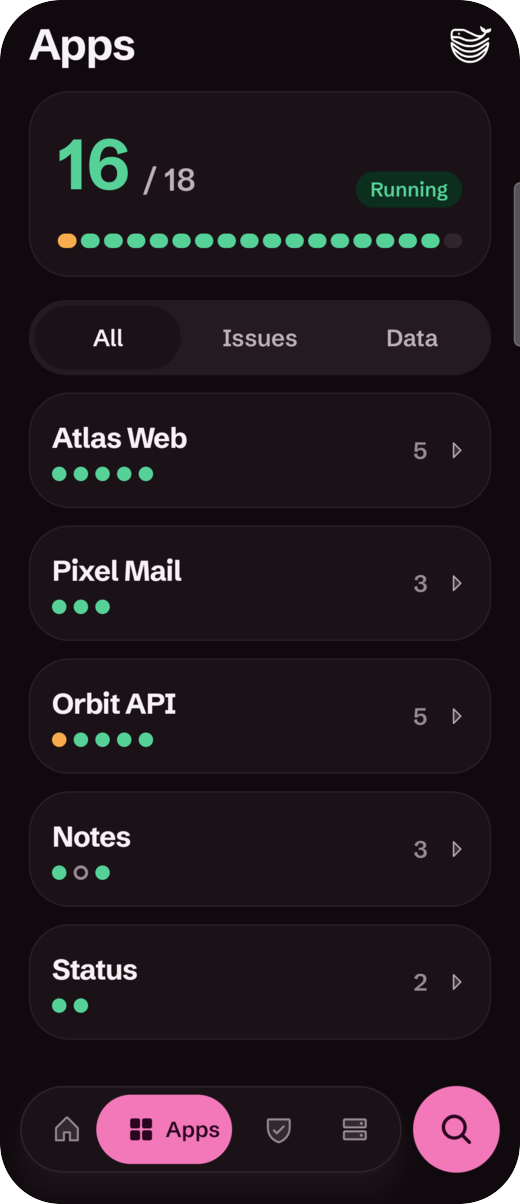 Apps
16 / 18
Running
All Issues Data
Atlas Web
5
Pixel Mail
3
Orbit API
5
Notes
3
Status
2
Apps